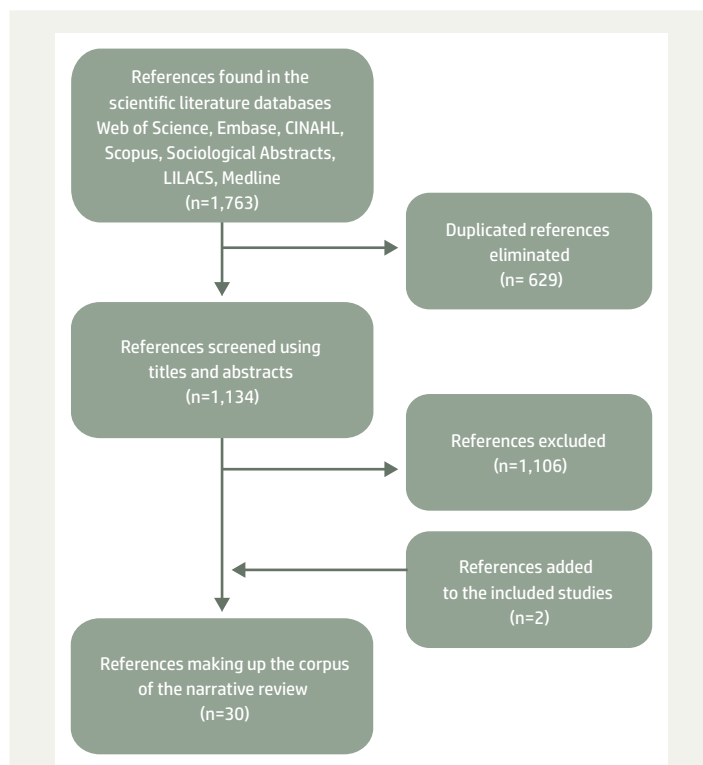 References found in the
scientific literature databases
Web of Science, Embase, CINAHL,
Scopus, Sociological Abstracts,
LILACS, Medline
(n=1,763)
Duplicated references
eliminated
(n= 629)
References screened using
titles and abstracts
(n=1,134)
References excluded
(n=1,106)
References added
to the included studies
(n=2)
References making up the corpus
of the narrative review
(n=30)